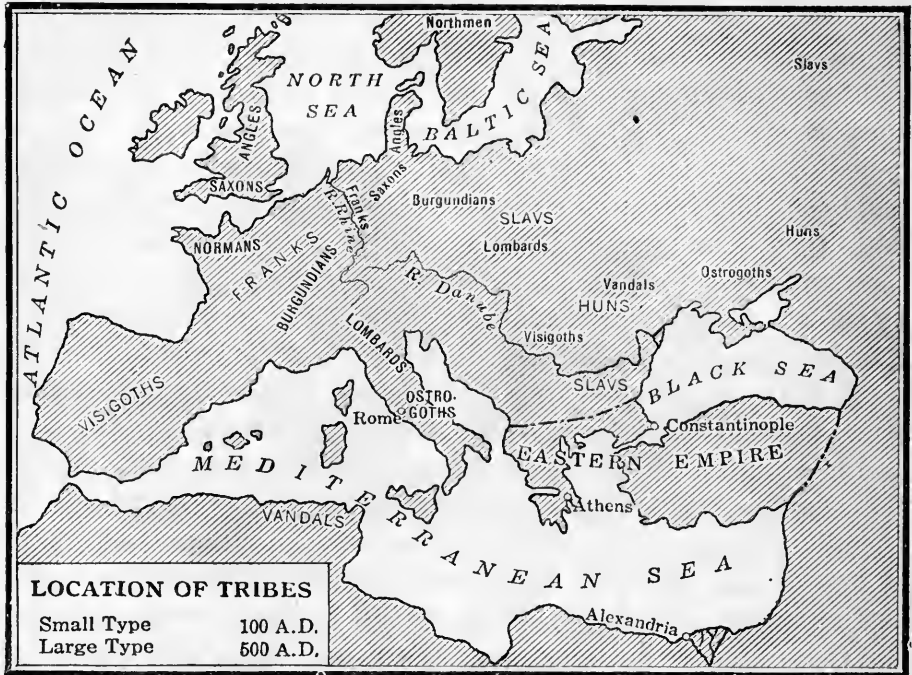 Northmen
Slavs
ATLANTIC OCEAN
NORTH
SEA
BALTIC SEA
ANGLES
Angles
SAXONS
Saxons
Franks
R. Rhine
Burgundians
SLAVS
Lombards
Huns
NORMANS
FRANKS
BURGUNDIANS
R. Danube
Vandals
Ostrogoths
HUNS
LOMBARDS
Visigoths
SLAVS
BLACK SEA
VISIGOTHS
OSTRO-
GOTHS
Rome
Constantinople
EASTERN EMPIRE
Athens
MEDITERRANEAN SEA
VANDALS
Alexandria
LOCATION OF TRIBES
Small Type 100 A.D.
Large Type 500 A.D.